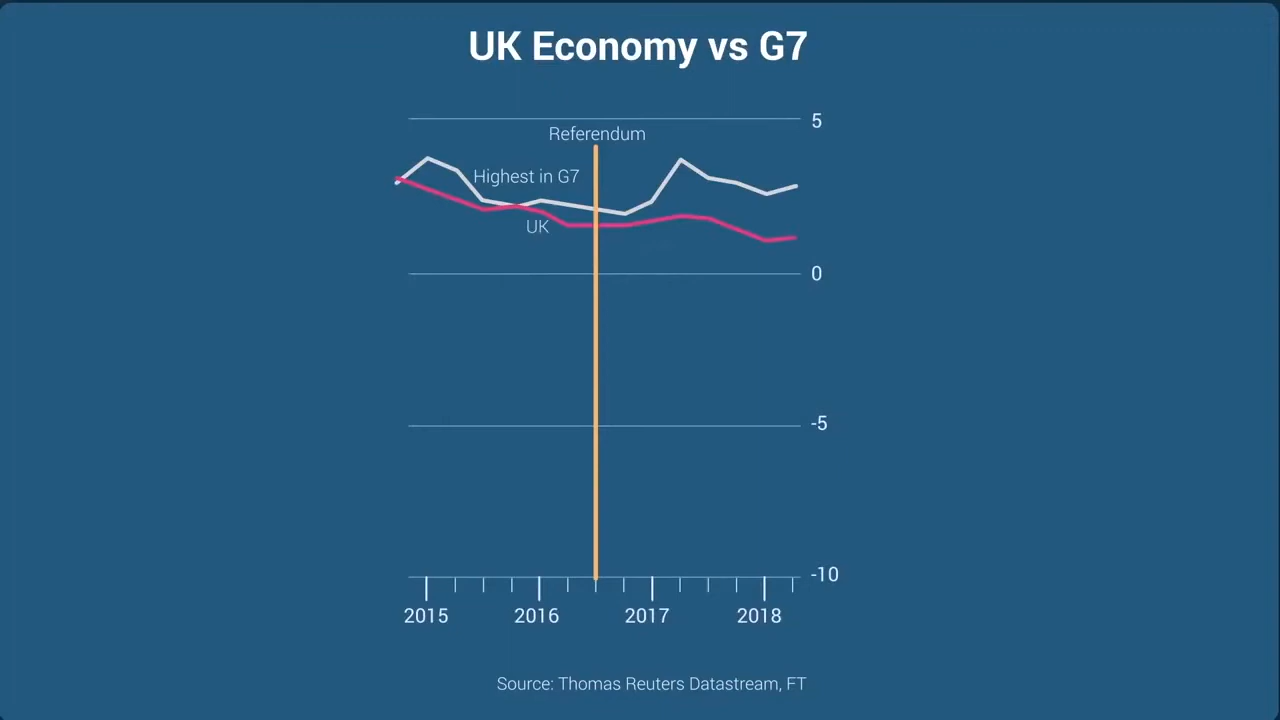 UK Economy vs G7
5
Referendum
Highest in G7
UK
0
-5
-10
2015 2016 2017 2018
Source: Thomas Reuters Datastream, FT